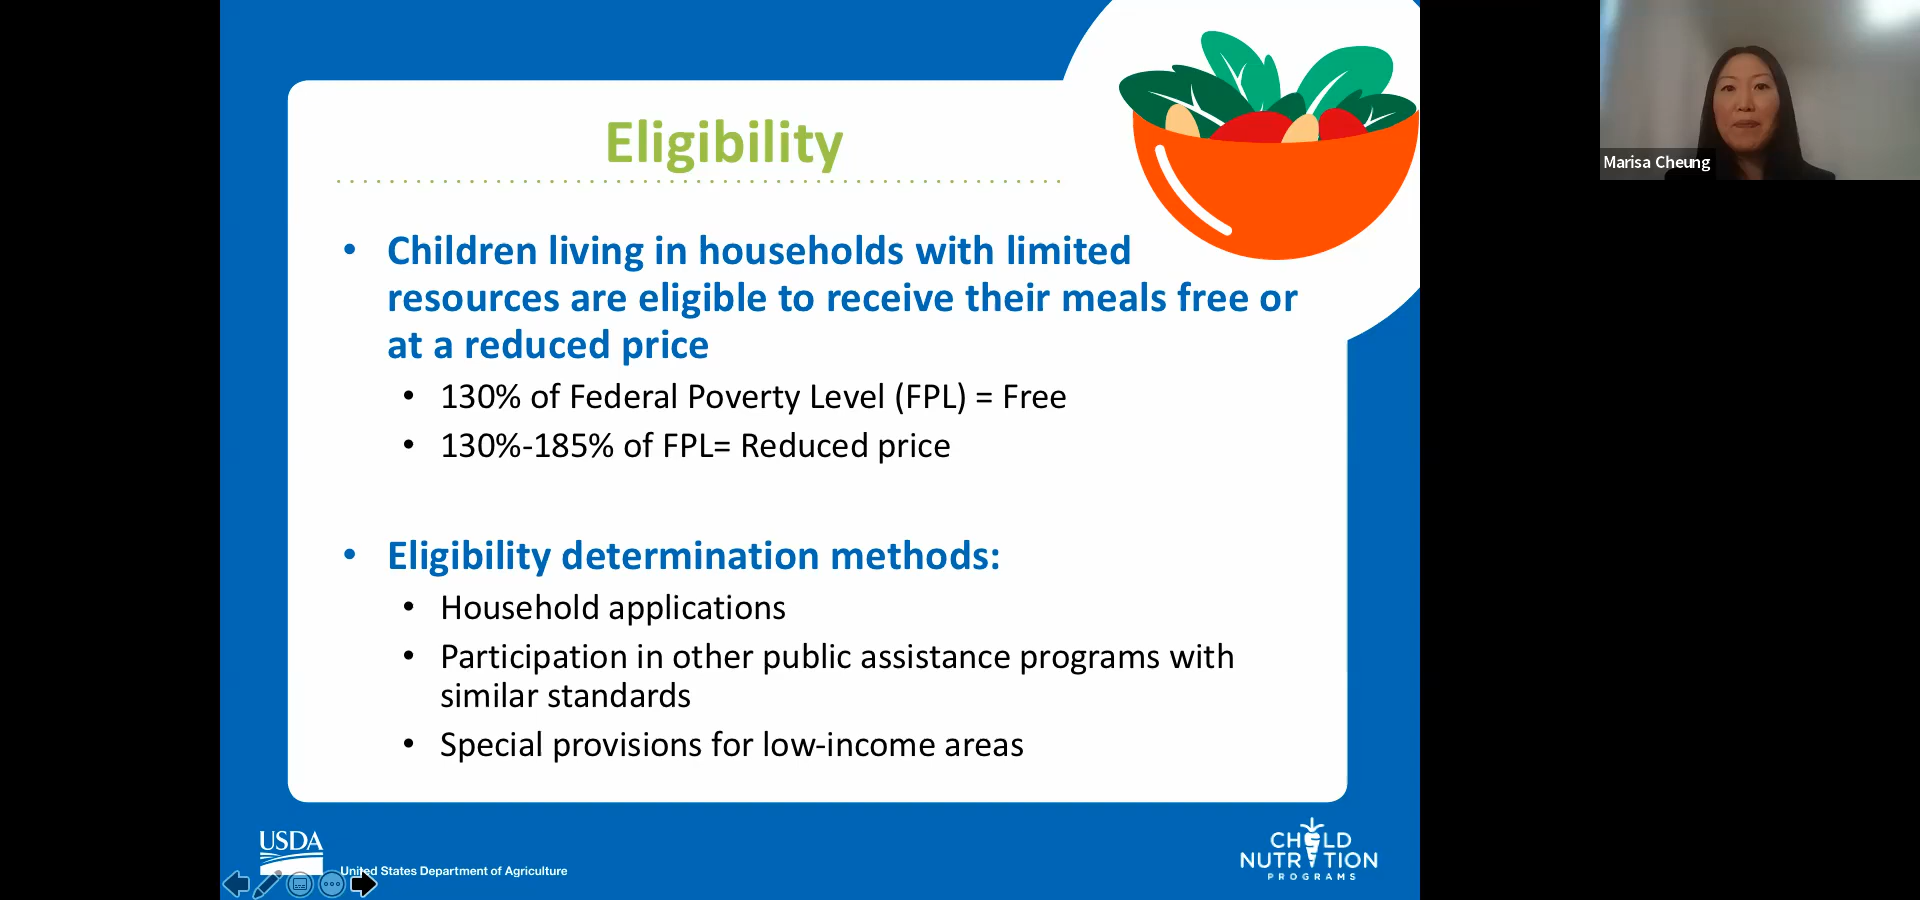 Eligibility
• Children living in households with limited
resources are eligible to receive their meals free or
at a reduced price
• 130% of Federal Poverty Level (FPL) = Free
• 130%-185% of FPL= Reduced price
• Eligibility determination methods:
• Household applications
• Participation in other public assistance programs with
similar standards
• Special provisions for low-income areas
USDA
United States Department of Agriculture
CHILD
NUTRITION
PROGRAMS
Marisa Cheung